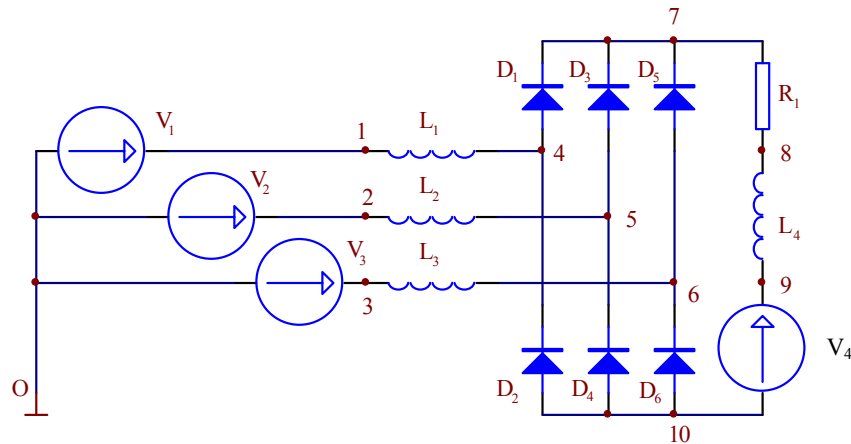 7
D₁ D₃ D₅
R₁
V₁ 1 L₁
4 8
V₂ 2 L₂
5 L₄
V₃ L₃
3 6 9
V₄
O D₂ D₄ D₆
10